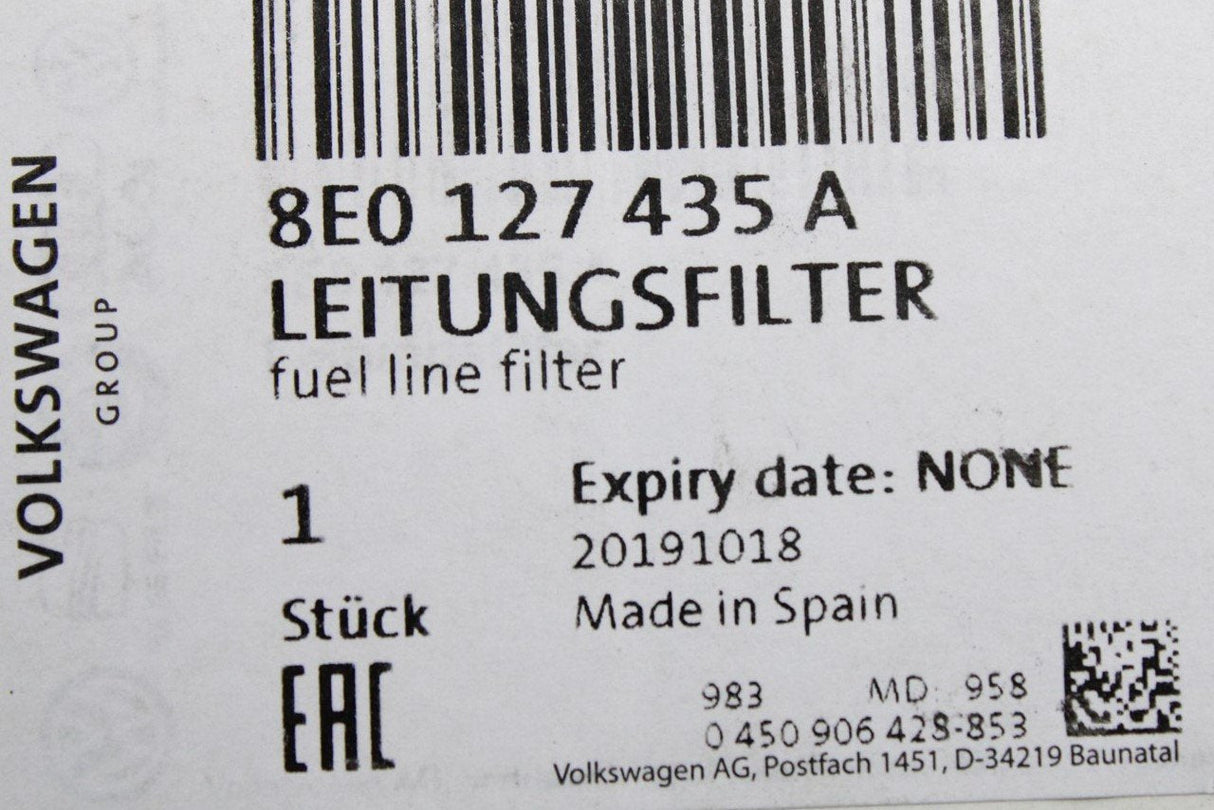 VOLKSWAGEN
GROUP
8E0 127 435 A
LEITUNGSFILTER
fuel line filter
1
Expiry date: NONE
20191018
Stück
Made in Spain
EAC
983 MD: 958
0 450 906 428-853
Volkswagen AG, Postfach 1451, D-34219 Baunatal